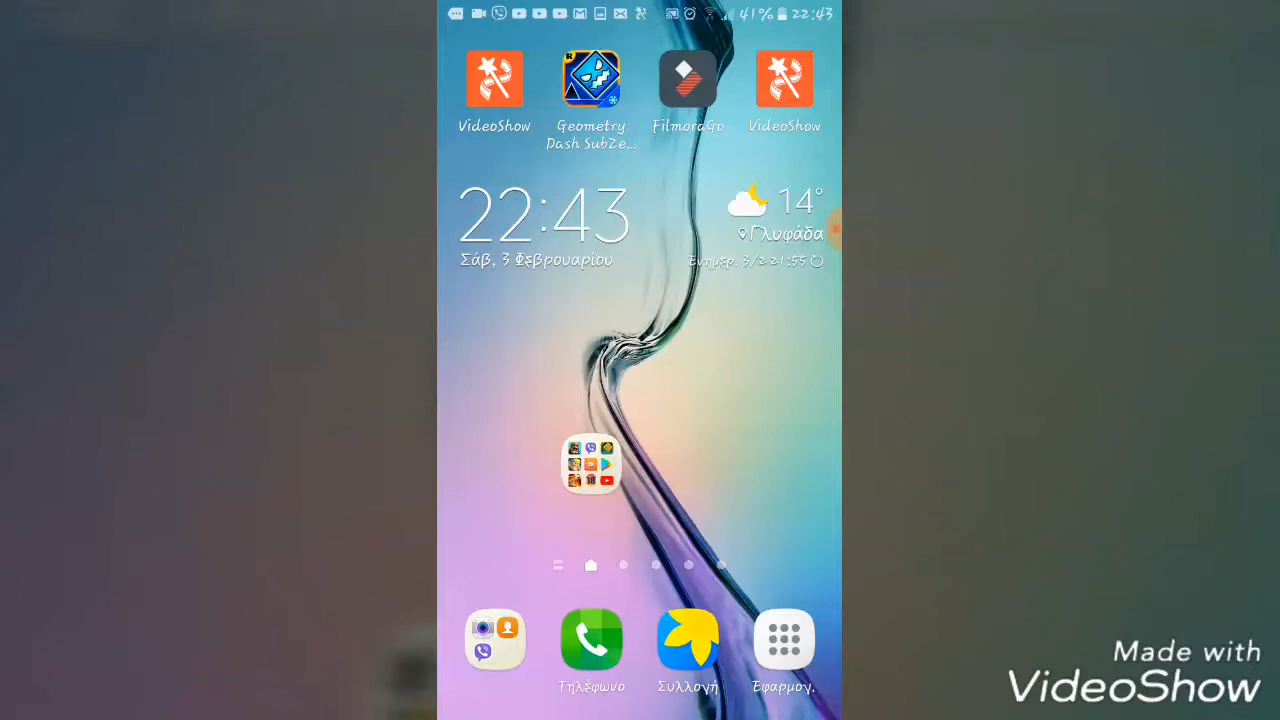 41% 22:43
VideoShow
Geometry
Dash SubZe...
FilmoraGo
VideoShow
22:43
Σάβ, 3 Φεβρουαρίου
14°
Γλυφάδα
Ενημερ. 3/2 21:55
Τηλέφωνο
Συλλογή
Εφαρμογ.
Made with
VideoShow